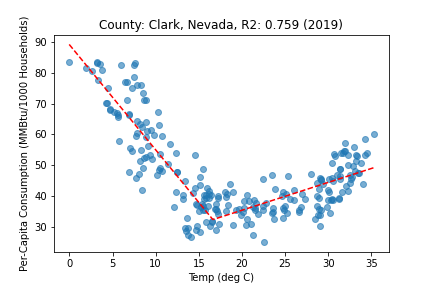 County: Clark, Nevada, R2: 0.759 (2019)
Per-Capita Consumption (MMBtu/1000 Households)
90
80
70
60
50
40
30
0 5 10 15 20 25 30 35
Temp (deg C)